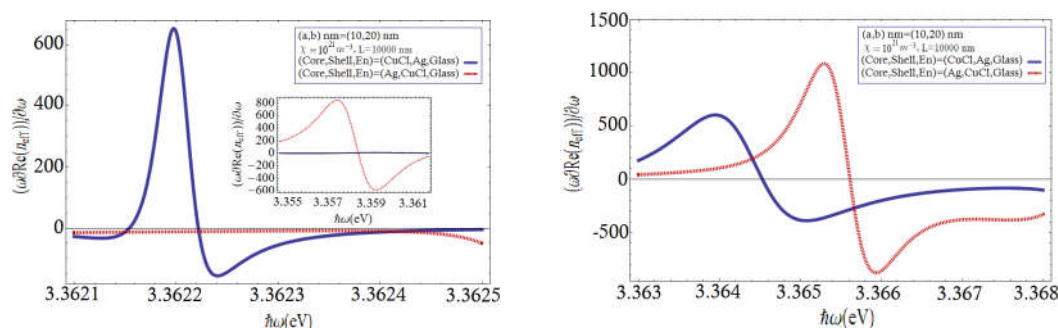 (ω∂Re(n_eff))/∂ω
600
400
200
0
(a,b) nm=(10,20) nm
χ = 10^21 m^-3, L=10000 nm
(Core,Shell,En)=(CuCl,Ag,Glass)
(Core,Shell,En)=(Ag,CuCl,Glass)
(ω∂Re(n_eff))/∂ω
800
600
400
200
0
-200
-400
-600
3.355 3.357 3.359 3.361
ℏω(eV)
3.3621 3.3622 3.3623 3.3624 3.3625
ℏω(eV)
(ω∂Re(n_eff))/∂ω
1500
1000
500
0
-500
(a,b) nm=(10,20) nm
χ = 10^21 m^-3, L=10000 nm
(Core,Shell,En)=(CuCl,Ag,Glass)
(Core,Shell,En)=(Ag,CuCl,Glass)
3.363 3.364 3.365 3.366 3.367 3.368
ℏω(eV)